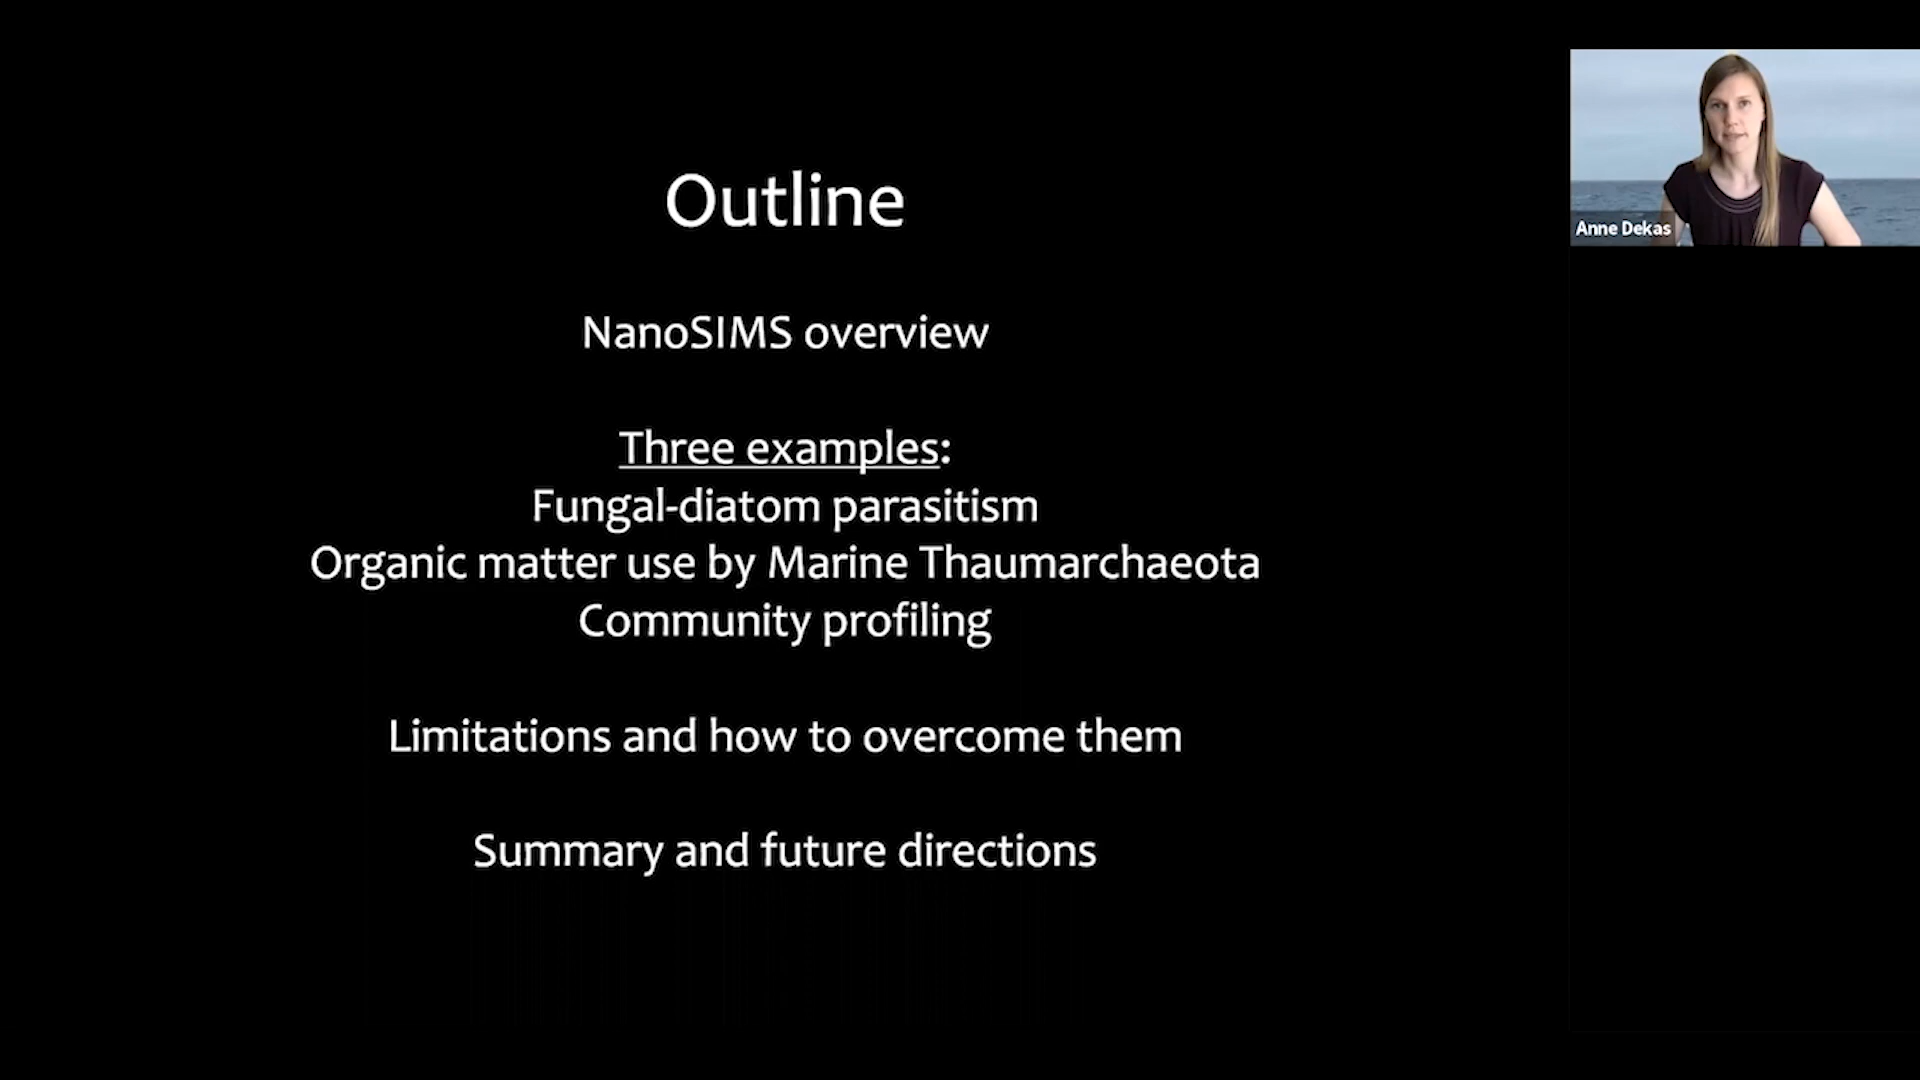 Outline
NanoSIMS overview
Three examples:
Fungal-diatom parasitism
Organic matter use by Marine Thaumarchaeota
Community profiling
Limitations and how to overcome them
Summary and future directions
Anne Dekas